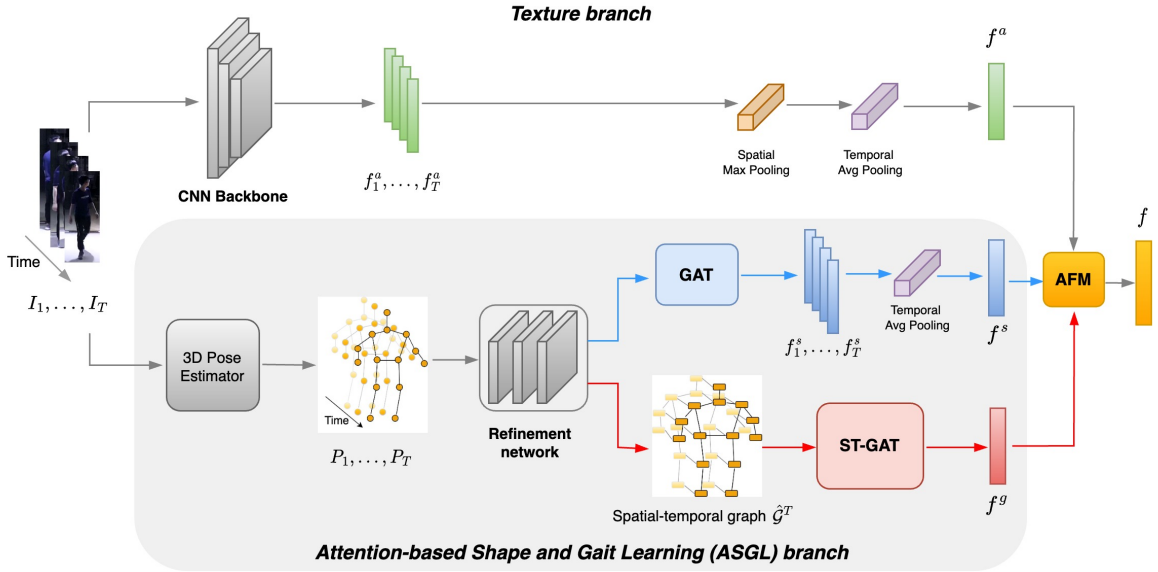 Texture branch
f^a
CNN Backbone
f_1^a, . . . , f_T^a
Spatial
Max Pooling
Temporal
Avg Pooling
Time
I_1, . . . , I_T
f
GAT
AFM
Temporal
Avg Pooling
f_1^s, . . . , f_T^s
f^s
3D Pose
Estimator
Time
P_1, . . . , P_T
Refinement
network
ST-GAT
Spatial-temporal graph \hat{\mathcal{G}}^T
f^g
Attention-based Shape and Gait Learning (ASGL) branch